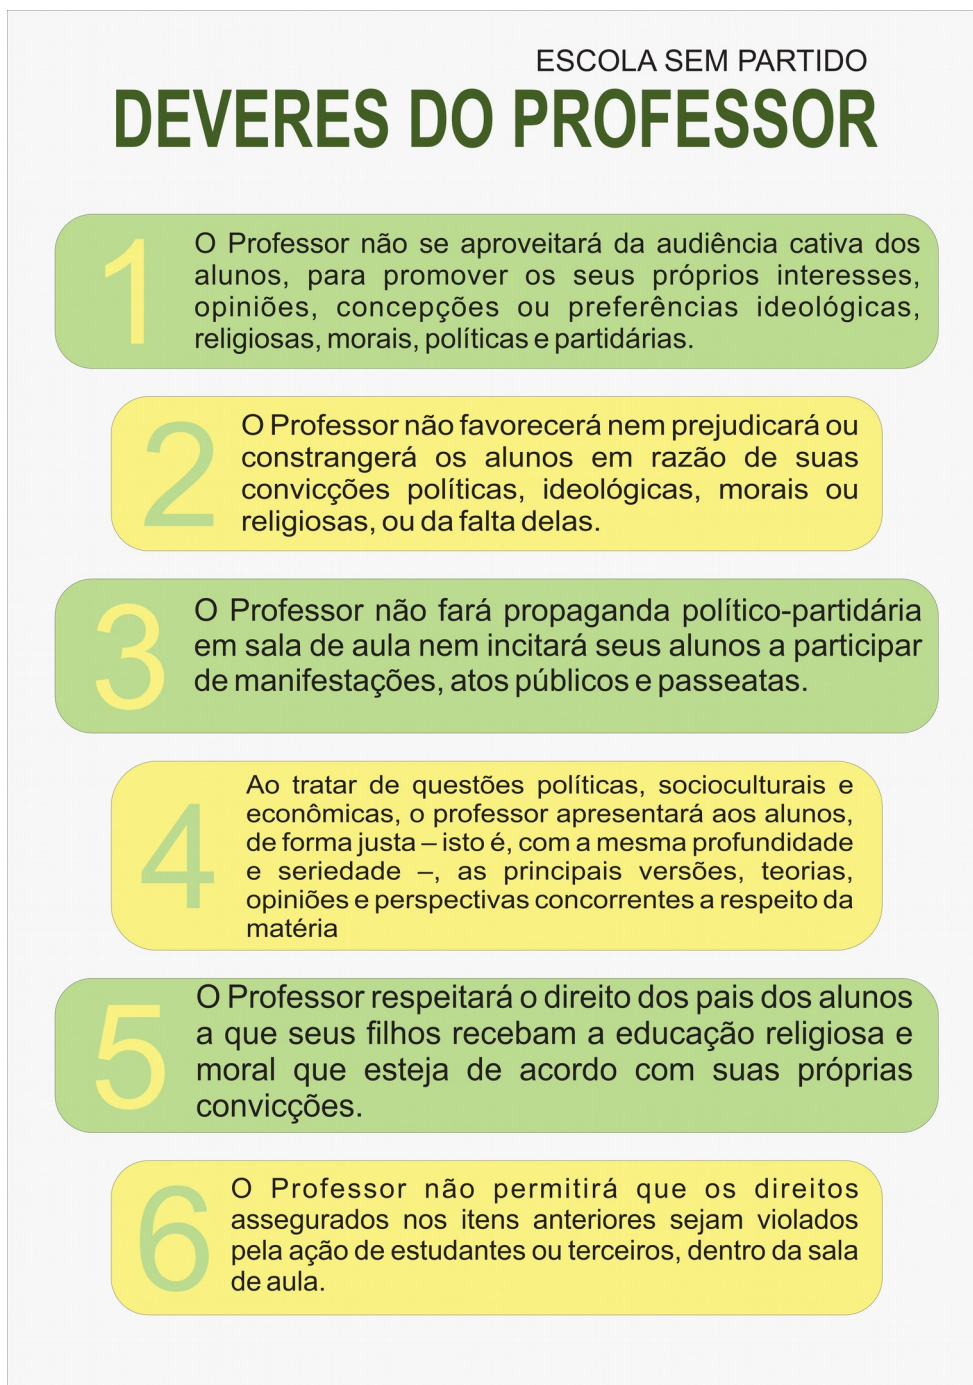 ESCOLA SEM PARTIDO
DEVERES DO PROFESSOR
1
O Professor não se aproveitará da audiência cativa dos
alunos, para promover os seus próprios interesses,
opiniões, concepções ou preferências ideológicas,
religiosas, morais, políticas e partidárias.
2
O Professor não favorecerá nem prejudicará ou
constrangerá os alunos em razão de suas
convicções políticas, ideológicas, morais ou
religiosas, ou da falta delas.
3
O Professor não fará propaganda político-partidária
em sala de aula nem incitará seus alunos a participar
de manifestações, atos públicos e passeatas.
4
Ao tratar de questões políticas, socioculturais e
econômicas, o professor apresentará aos alunos,
de forma justa – isto é, com a mesma profundidade
e seriedade –, as principais versões, teorias,
opiniões e perspectivas concorrentes a respeito da
matéria
5
O Professor respeitará o direito dos pais dos alunos
a que seus filhos recebam a educação religiosa e
moral que esteja de acordo com suas próprias
convicções.
6
O Professor não permitirá que os direitos
assegurados nos itens anteriores sejam violados
pela ação de estudantes ou terceiros, dentro da sala
de aula.